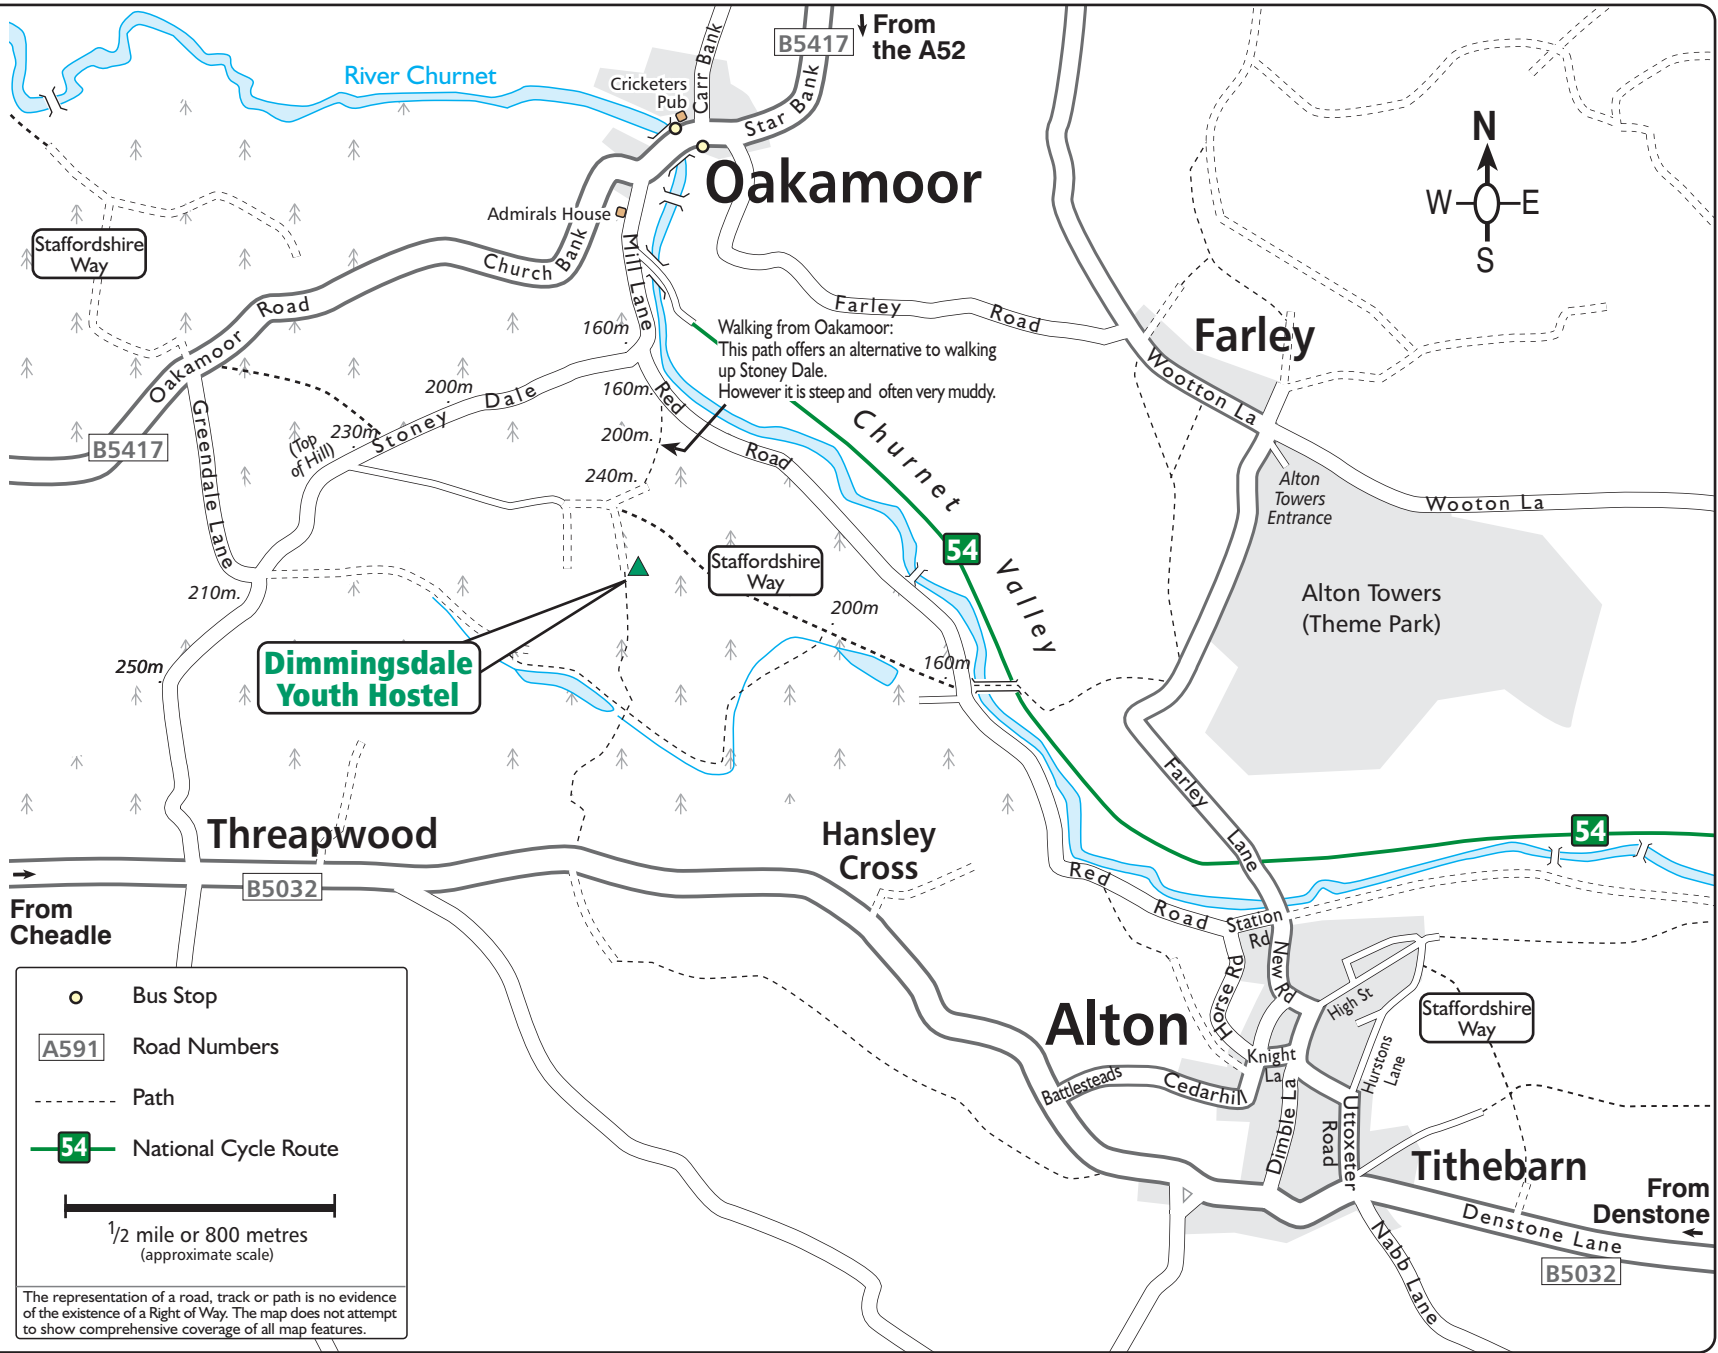 From
the A52
B5417
Carr Bank
Star Bank
River Churnet
Cricketers
Pub
Oakamoor
Admirals House
Staffordshire
Way
Church Bank
Mill Lane
Oakamoor Road
N
W E
S
Farley Road
Farley
160m
Walking from Oakamoor:
This path offers an alternative to walking
up Stoney Dale.
However it is steep and often very muddy.
Wootton La
200m
160m.
Red Road
Stoney Dale
230m
(Top
of Hill)
200m.
B5417
Greendale Lane
240m.
Churnet Valley
54
Alton
Towers
Entrance
Wooton La
Staffordshire
Way
210m.
200m
Alton Towers
(Theme Park)
250m
Dimmingsdale
Youth Hostel
160m
Farley Lane
Threapwood
Hansley
Cross
54
B5032
From
Cheadle
Red Road
Station
Rd
New Rd
Horse Rd
High St
Staffordshire
Way
Alton
Knight
La
Hurstons
Lane
Battlesteads
Cedarhill
Dimble La
Uttoxeter
Road
Tithebarn
From
Denstone
Denstone Lane
B5032
Nabb Lane
Bus Stop
A591
Road Numbers
Path
54
National Cycle Route
1/2 mile or 800 metres
(approximate scale)
The representation of a road, track or path is no evidence
of the existence of a Right of Way. The map does not attempt
to show comprehensive coverage of all map features.